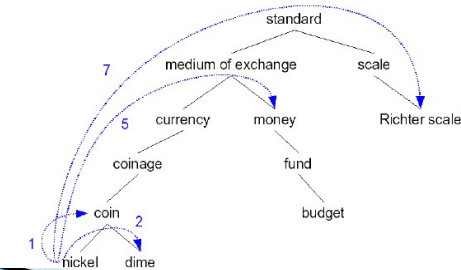 standard
7
medium of exchange scale
5 currency money Richter scale
coinage fund
coin 2 budget
1
nickel dime